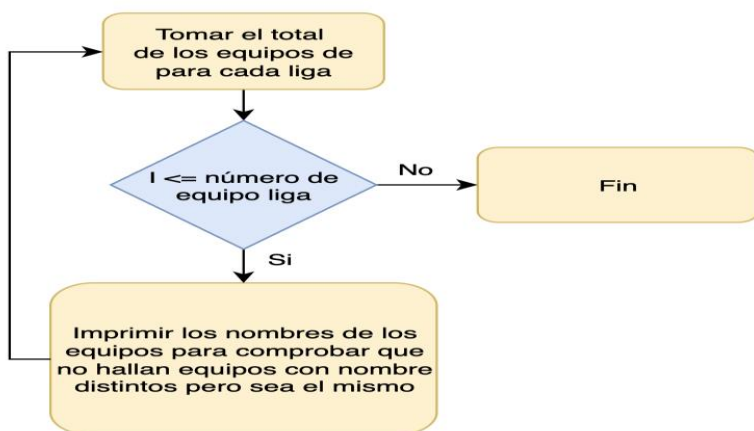 Tomar el total
de los equipos de
para cada liga
I <= número de
equipo liga
No
Fin
Si
Imprimir los nombres de los
equipos para comprobar que
no hallan equipos con nombre
distintos pero sea el mismo